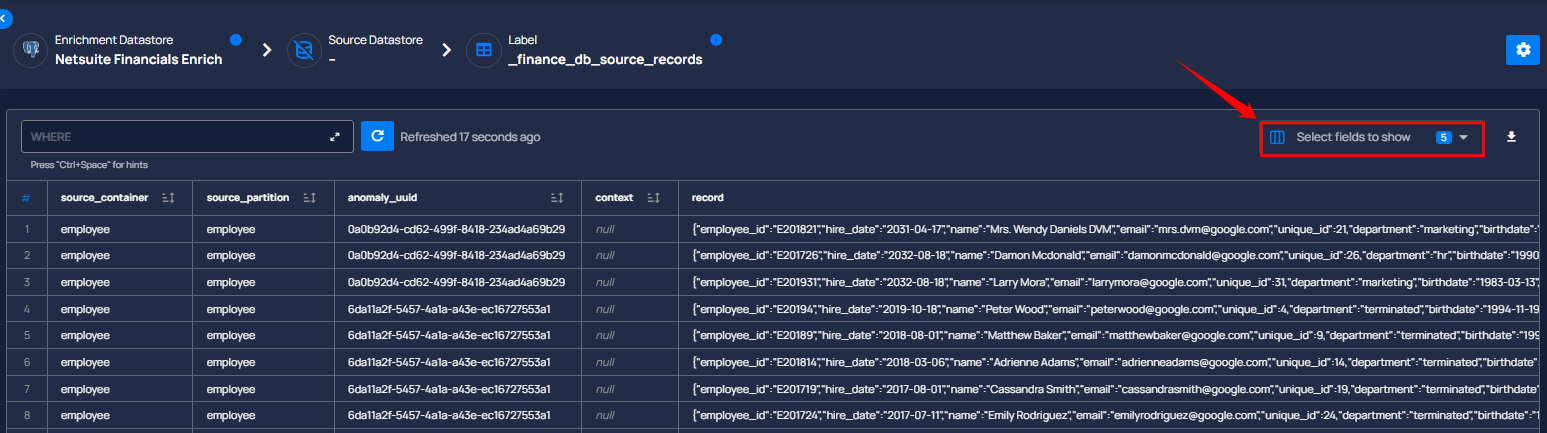 Enrichment Datastore
Netsuite Financials Enrich
Source Datastore
–
Label
_finance_db_source_records
WHERE
Refreshed 17 seconds ago
Select fields to show 5
Press "Ctrl+Space" for hints
# source_container source_partition anomaly_uuid context record
1 employee employee 0a0b92d4-cd62-499f-8418-234ad4a69b29 null {"employee_id":"E201821","hire_date":"2031-04-17","name":"Mrs. Wendy Daniels DVM","email":"mrs.dvm@google.com","unique_id":21,"department":"marketing","birthdate":"
2 employee employee 0a0b92d4-cd62-499f-8418-234ad4a69b29 null {"employee_id":"E201726","hire_date":"2032-08-18","name":"Damon Mcdonald","email":"damonmcdonald@google.com","unique_id":26,"department":"hr","birthdate":"1990
3 employee employee 0a0b92d4-cd62-499f-8418-234ad4a69b29 null {"employee_id":"E201931","hire_date":"2032-08-18","name":"Larry Mora","email":"larrymora@google.com","unique_id":31,"department":"marketing","birthdate":"1983-03-13",
4 employee employee 6da11a2f-5457-4a1a-a43e-ec16727553a1 null {"employee_id":"E20194","hire_date":"2019-10-18","name":"Peter Wood","email":"peterwood@google.com","unique_id":4,"department":"terminated","birthdate":"1994-11-19
5 employee employee 6da11a2f-5457-4a1a-a43e-ec16727553a1 null {"employee_id":"E20189","hire_date":"2018-08-01","name":"Matthew Baker","email":"matthewbaker@google.com","unique_id":9,"department":"terminated","birthdate":"199
6 employee employee 6da11a2f-5457-4a1a-a43e-ec16727553a1 null {"employee_id":"E201814","hire_date":"2018-03-06","name":"Adrienne Adams","email":"adrienneadams@google.com","unique_id":14,"department":"terminated","birthdate":
7 employee employee 6da11a2f-5457-4a1a-a43e-ec16727553a1 null {"employee_id":"E201719","hire_date":"2017-08-01","name":"Cassandra Smith","email":"cassandrasmith@google.com","unique_id":19,"department":"terminated","birthdate"
8 employee employee 6da11a2f-5457-4a1a-a43e-ec16727553a1 null {"employee_id":"E201724","hire_date":"2017-07-11","name":"Emily Rodriguez","email":"emilyrodriguez@google.com","unique_id":24,"department":"terminated","birthdate":"1